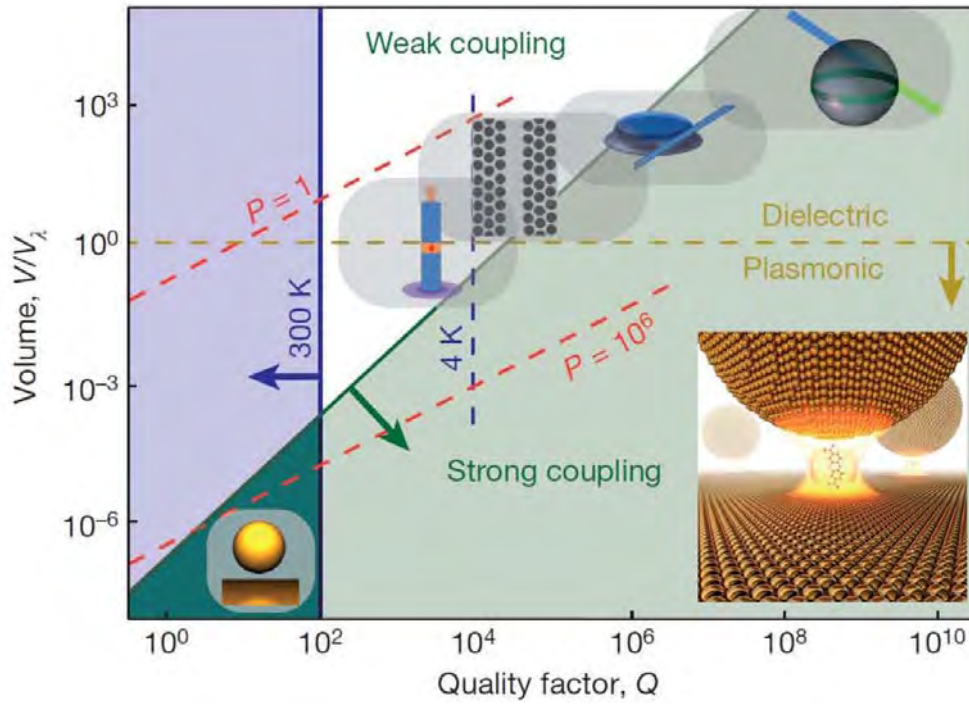 Weak coupling
10³
P = 1
Dielectric
10⁰
Plasmonic
Volume, V/V_λ
300 K
4 K
P = 10⁶
10⁻³
Strong coupling
10⁻⁶
10⁰ 10² 10⁴ 10⁶ 10⁸ 10¹⁰
Quality factor, Q